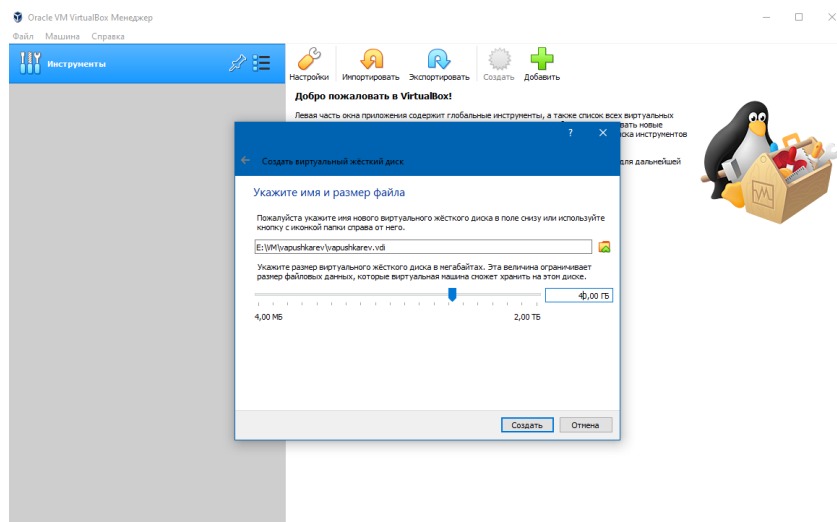 Oracle VM VirtualBox Менеджер
Файл Машина Справка
Инструменты
Настройки Импортировать Экспортировать Создать Добавить
Добро пожаловать в VirtualBox!
Левая часть окна приложения содержит глобальные инструменты, а также список всех виртуальных
вать новые
ска инструментов
для дальнейшей
Создать виртуальный жёсткий диск
Укажите имя и размер файла
Пожалуйста укажите имя нового виртуального жёсткого диска в поле снизу или используйте
кнопку с иконкой папки справа от него.
E:\VM\vapushkarev\vapushkarev.vdi
Укажите размер виртуального жёсткого диска в мегабайтах. Эта величина ограничивает
размер файловых данных, которые виртуальная машина сможет хранить на этом диске.
40,00 ГБ
4,00 МБ 2,00 ТБ
Создать Отмена